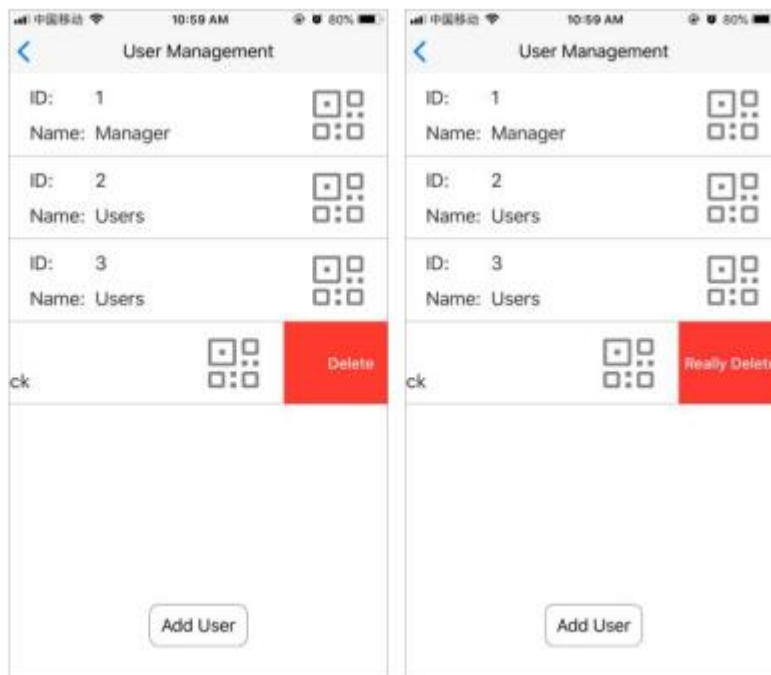 中国移动 10:59 AM 80%
User Management
ID: 1
Name: Manager
ID: 2
Name: Users
ID: 3
Name: Users
ck
Delete
Add User
中国移动 10:59 AM 80%
User Management
ID: 1
Name: Manager
ID: 2
Name: Users
ID: 3
Name: Users
ck
Really Delete
Add User